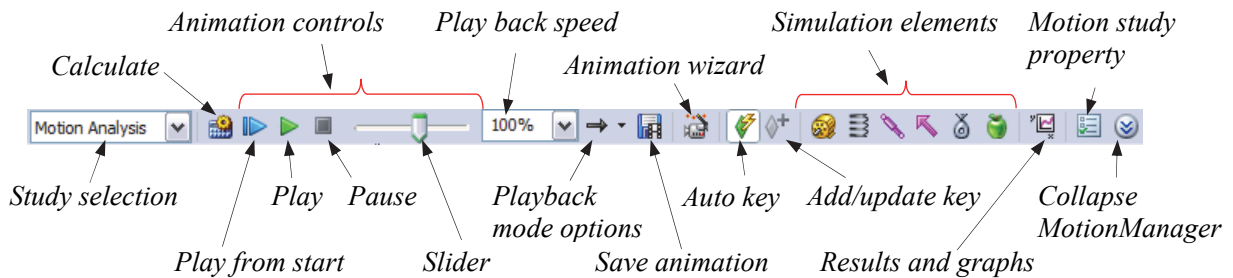 Animation controls
Play back speed
Simulation elements
Motion study
property
Calculate
Animation wizard
Motion Analysis
100%
Study selection
Play
Pause
Playback
mode options
Auto key
Add/update key
Collapse
MotionManager
Play from start
Slider
Save animation
Results and graphs